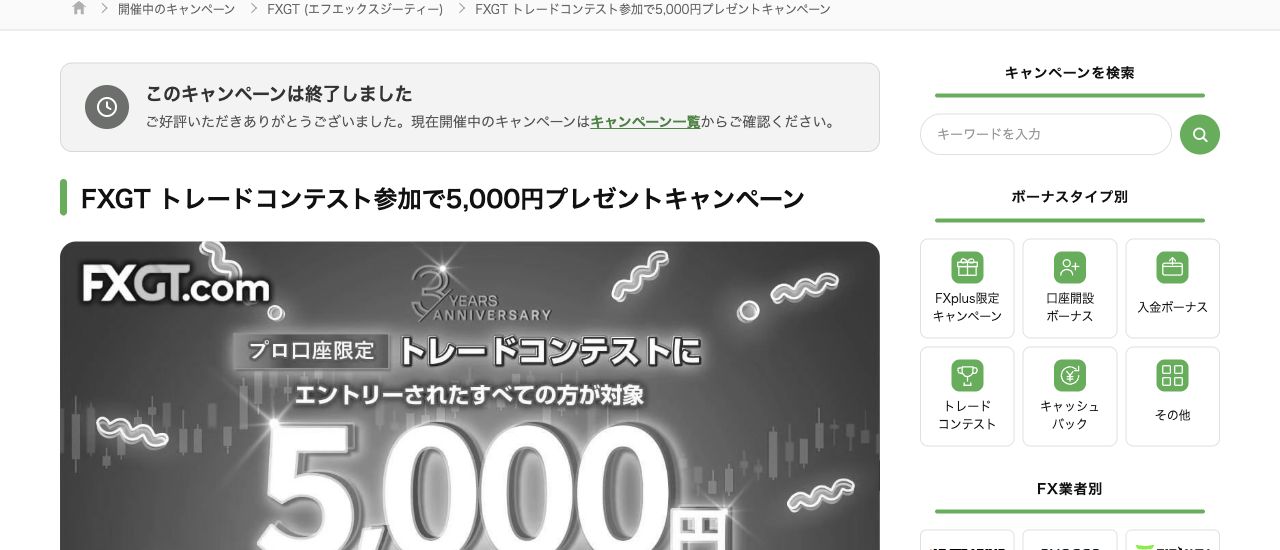 開催中のキャンペーン
FXGT (エフエックスジーティー)
FXGT トレードコンテスト参加で5,000円プレゼントキャンペーン
このキャンペーンは終了しました
ご好評いただきありがとうございました。現在開催中のキャンペーンはキャンペーン一覧からご確認ください。
FXGT トレードコンテスト参加で5,000円プレゼントキャンペーン
FXGT.com
3 YEARS
ANNIVERSARY
プロ口座限定 トレードコンテストに
エントリーされたすべての方が対象
5,000円
キャンペーンを検索
キーワードを入力
ボーナスタイプ別
FXplus限定
キャンペーン
口座開設
ボーナス
入金ボーナス
トレード
コンテスト
キャッシュ
バック
その他
FX業者別